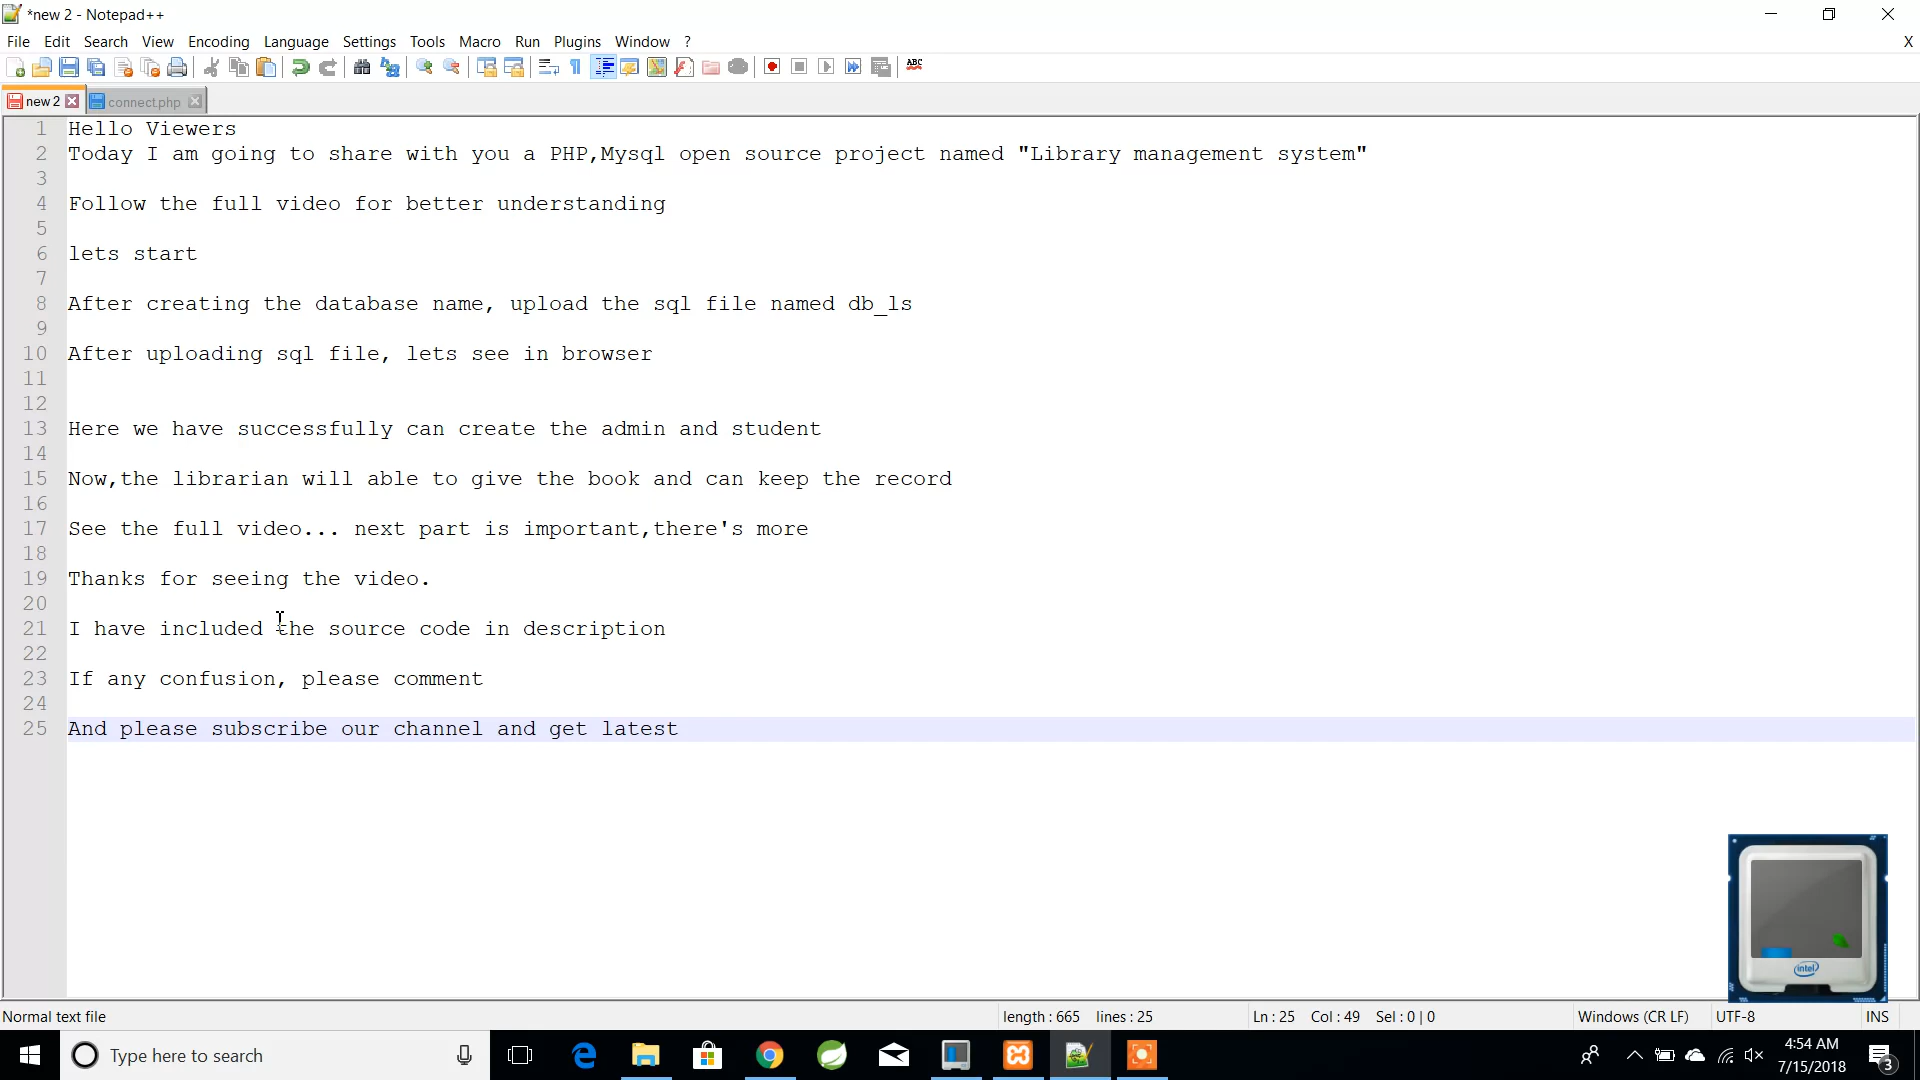 *new 2 - Notepad++
File Edit Search View Encoding Language Settings Tools Macro Run Plugins Window ? X
ABC
new 2 connect.php
1 Hello Viewers
2 Today I am going to share with you a PHP,Mysql open source project named "Library management system"
3
4 Follow the full video for better understanding
5
6 lets start
7
8 After creating the database name, upload the sql file named db_ls
9
10 After uploading sql file, lets see in browser
11
12
13 Here we have successfully can create the admin and student
14
15 Now,the librarian will able to give the book and can keep the record
16
17 See the full video... next part is important,there's more
18
19 Thanks for seeing the video.
20
21 I have included the source code in description
22
23 If any confusion, please comment
24
25 And please subscribe our channel and get latest
intel
Normal text file length : 665 lines : 25 Ln : 25 Col : 49 Sel : 0 | 0 Windows (CR LF) UTF-8 INS
Type here to search 4:54 AM
7/15/2018 3